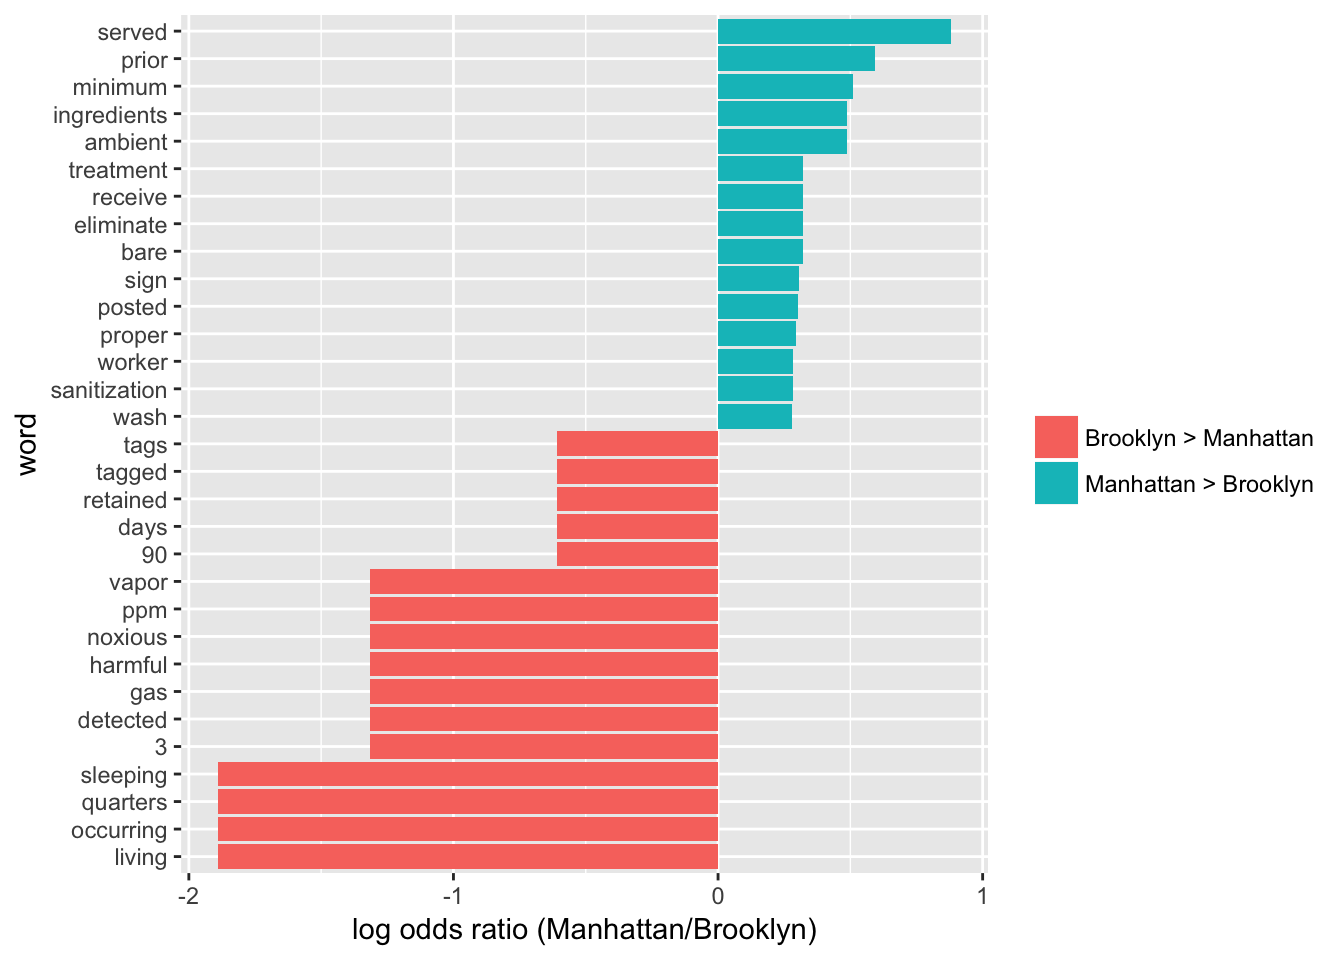 served
prior
minimum
ingredients
ambient
treatment
receive
eliminate
bare
sign
posted
proper
worker
sanitization
wash
tags
tagged
retained
days
90
vapor
ppm
noxious
harmful
gas
detected
3
sleeping
quarters
occurring
living
word
-2 -1 0 1
log odds ratio (Manhattan/Brooklyn)
Brooklyn > Manhattan
Manhattan > Brooklyn